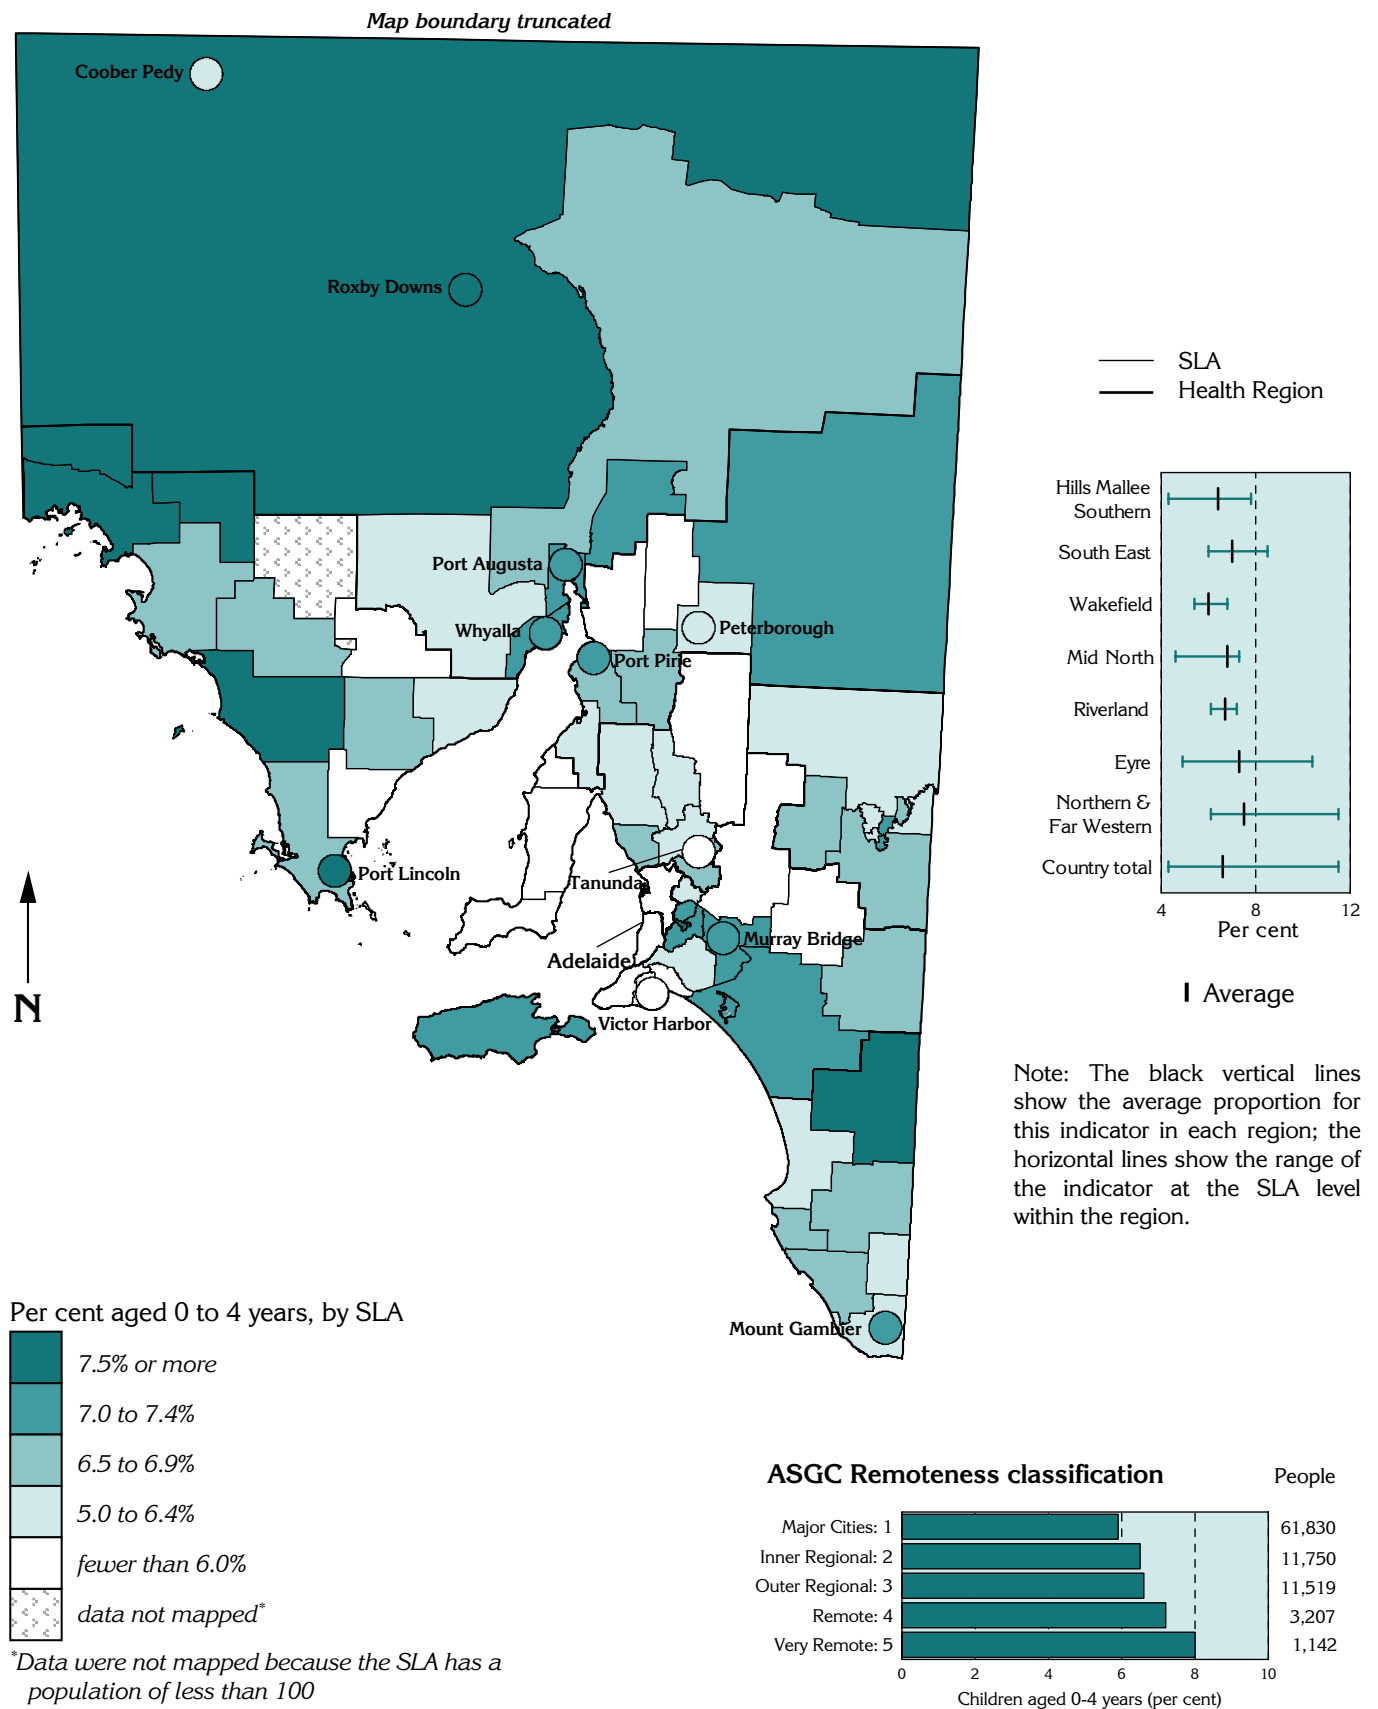 Map boundary truncated
Coober Pedy
Roxby Downs
Port Augusta
Whyalla
Peterborough
Port Pirie
Port Lincoln
Tanunda
Murray Bridge
Adelaide
Victor Harbor
Mount Gambier
N
SLA
Health Region
Hills Mallee
Southern
South East
Wakefield
Mid North
Riverland
Eyre
Northern &
Far Western
Country total
4 8 12
Per cent
Average
Note: The black vertical lines
show the average proportion for
this indicator in each region; the
horizontal lines show the range of
the indicator at the SLA level
within the region.
Per cent aged 0 to 4 years, by SLA
7.5% or more
7.0 to 7.4%
6.5 to 6.9%
5.0 to 6.4%
fewer than 6.0%
data not mapped*
*Data were not mapped because the SLA has a
population of less than 100
ASGC Remoteness classification People
Major Cities: 1 61,830
Inner Regional: 2 11,750
Outer Regional: 3 11,519
Remote: 4 3,207
Very Remote: 5 1,142
0 2 4 6 8 10
Children aged 0-4 years (per cent)